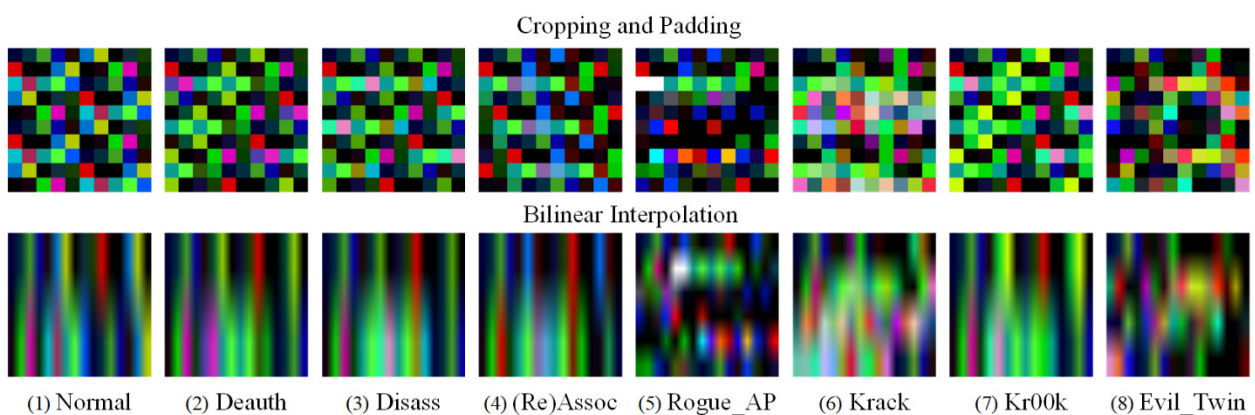 Cropping and Padding
Bilinear Interpolation
(1) Normal (2) Deauth (3) Disass (4) (Re)Assoc (5) Rogue_AP (6) Krack (7) Kr00k (8) Evil_Twin